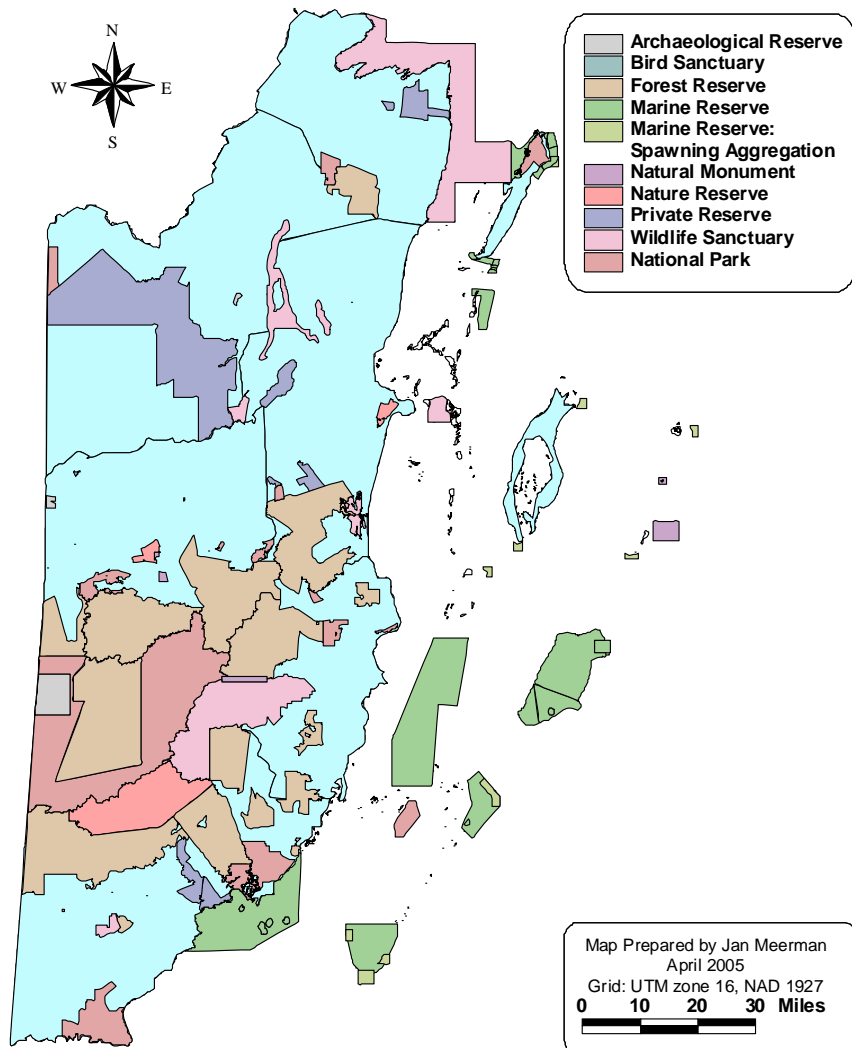 N
W
E
S
Archaeological Reserve
Bird Sanctuary
Forest Reserve
Marine Reserve
Marine Reserve:
Spawning Aggregation
Natural Monument
Nature Reserve
Private Reserve
Wildlife Sanctuary
National Park
Map Prepared by Jan Meerman
April 2005
Grid: UTM zone 16, NAD 1927
0 10 20 30 Miles